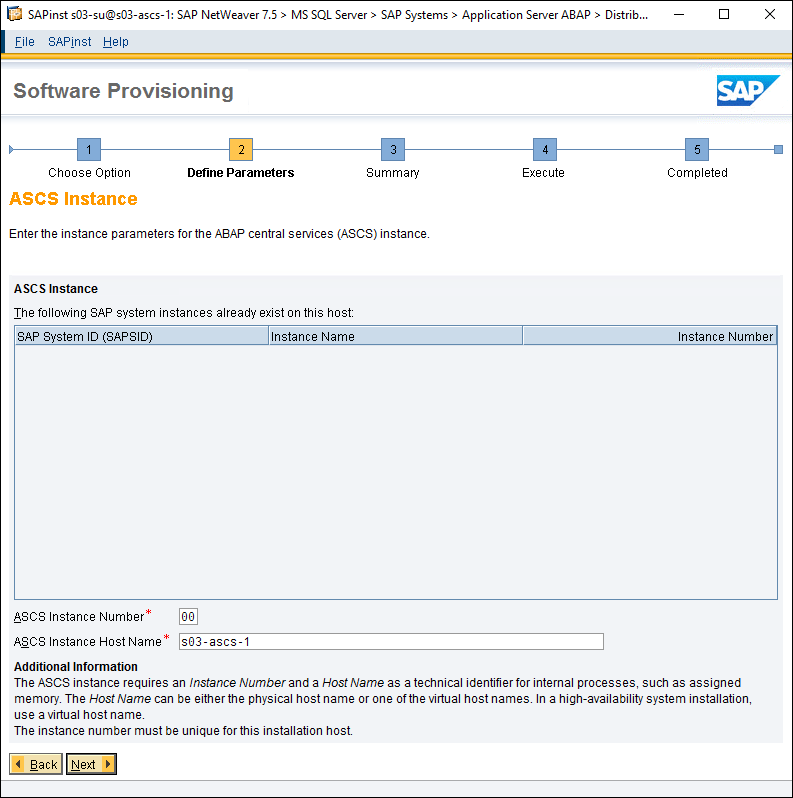 SAPinst s03-su@s03-ascs-1: SAP NetWeaver 7.5 > MS SQL Server > SAP Systems > Application Server ABAP > Distrib...
File SAPinst Help
Software Provisioning
SAP
1 2 3 4 5
Choose Option Define Parameters Summary Execute Completed
ASCS Instance
Enter the instance parameters for the ABAP central services (ASCS) instance.
ASCS Instance
The following SAP system instances already exist on this host:
SAP System ID (SAPSID) Instance Name Instance Number
ASCS Instance Number* 00
ASCS Instance Host Name* s03-ascs-1
Additional Information
The ASCS instance requires an Instance Number and a Host Name as a technical identifier for internal processes, such as assigned
memory. The Host Name can be either the physical host name or one of the virtual host names. In a high-availability system installation,
use a virtual host name.
The instance number must be unique for this installation host.
Back Next